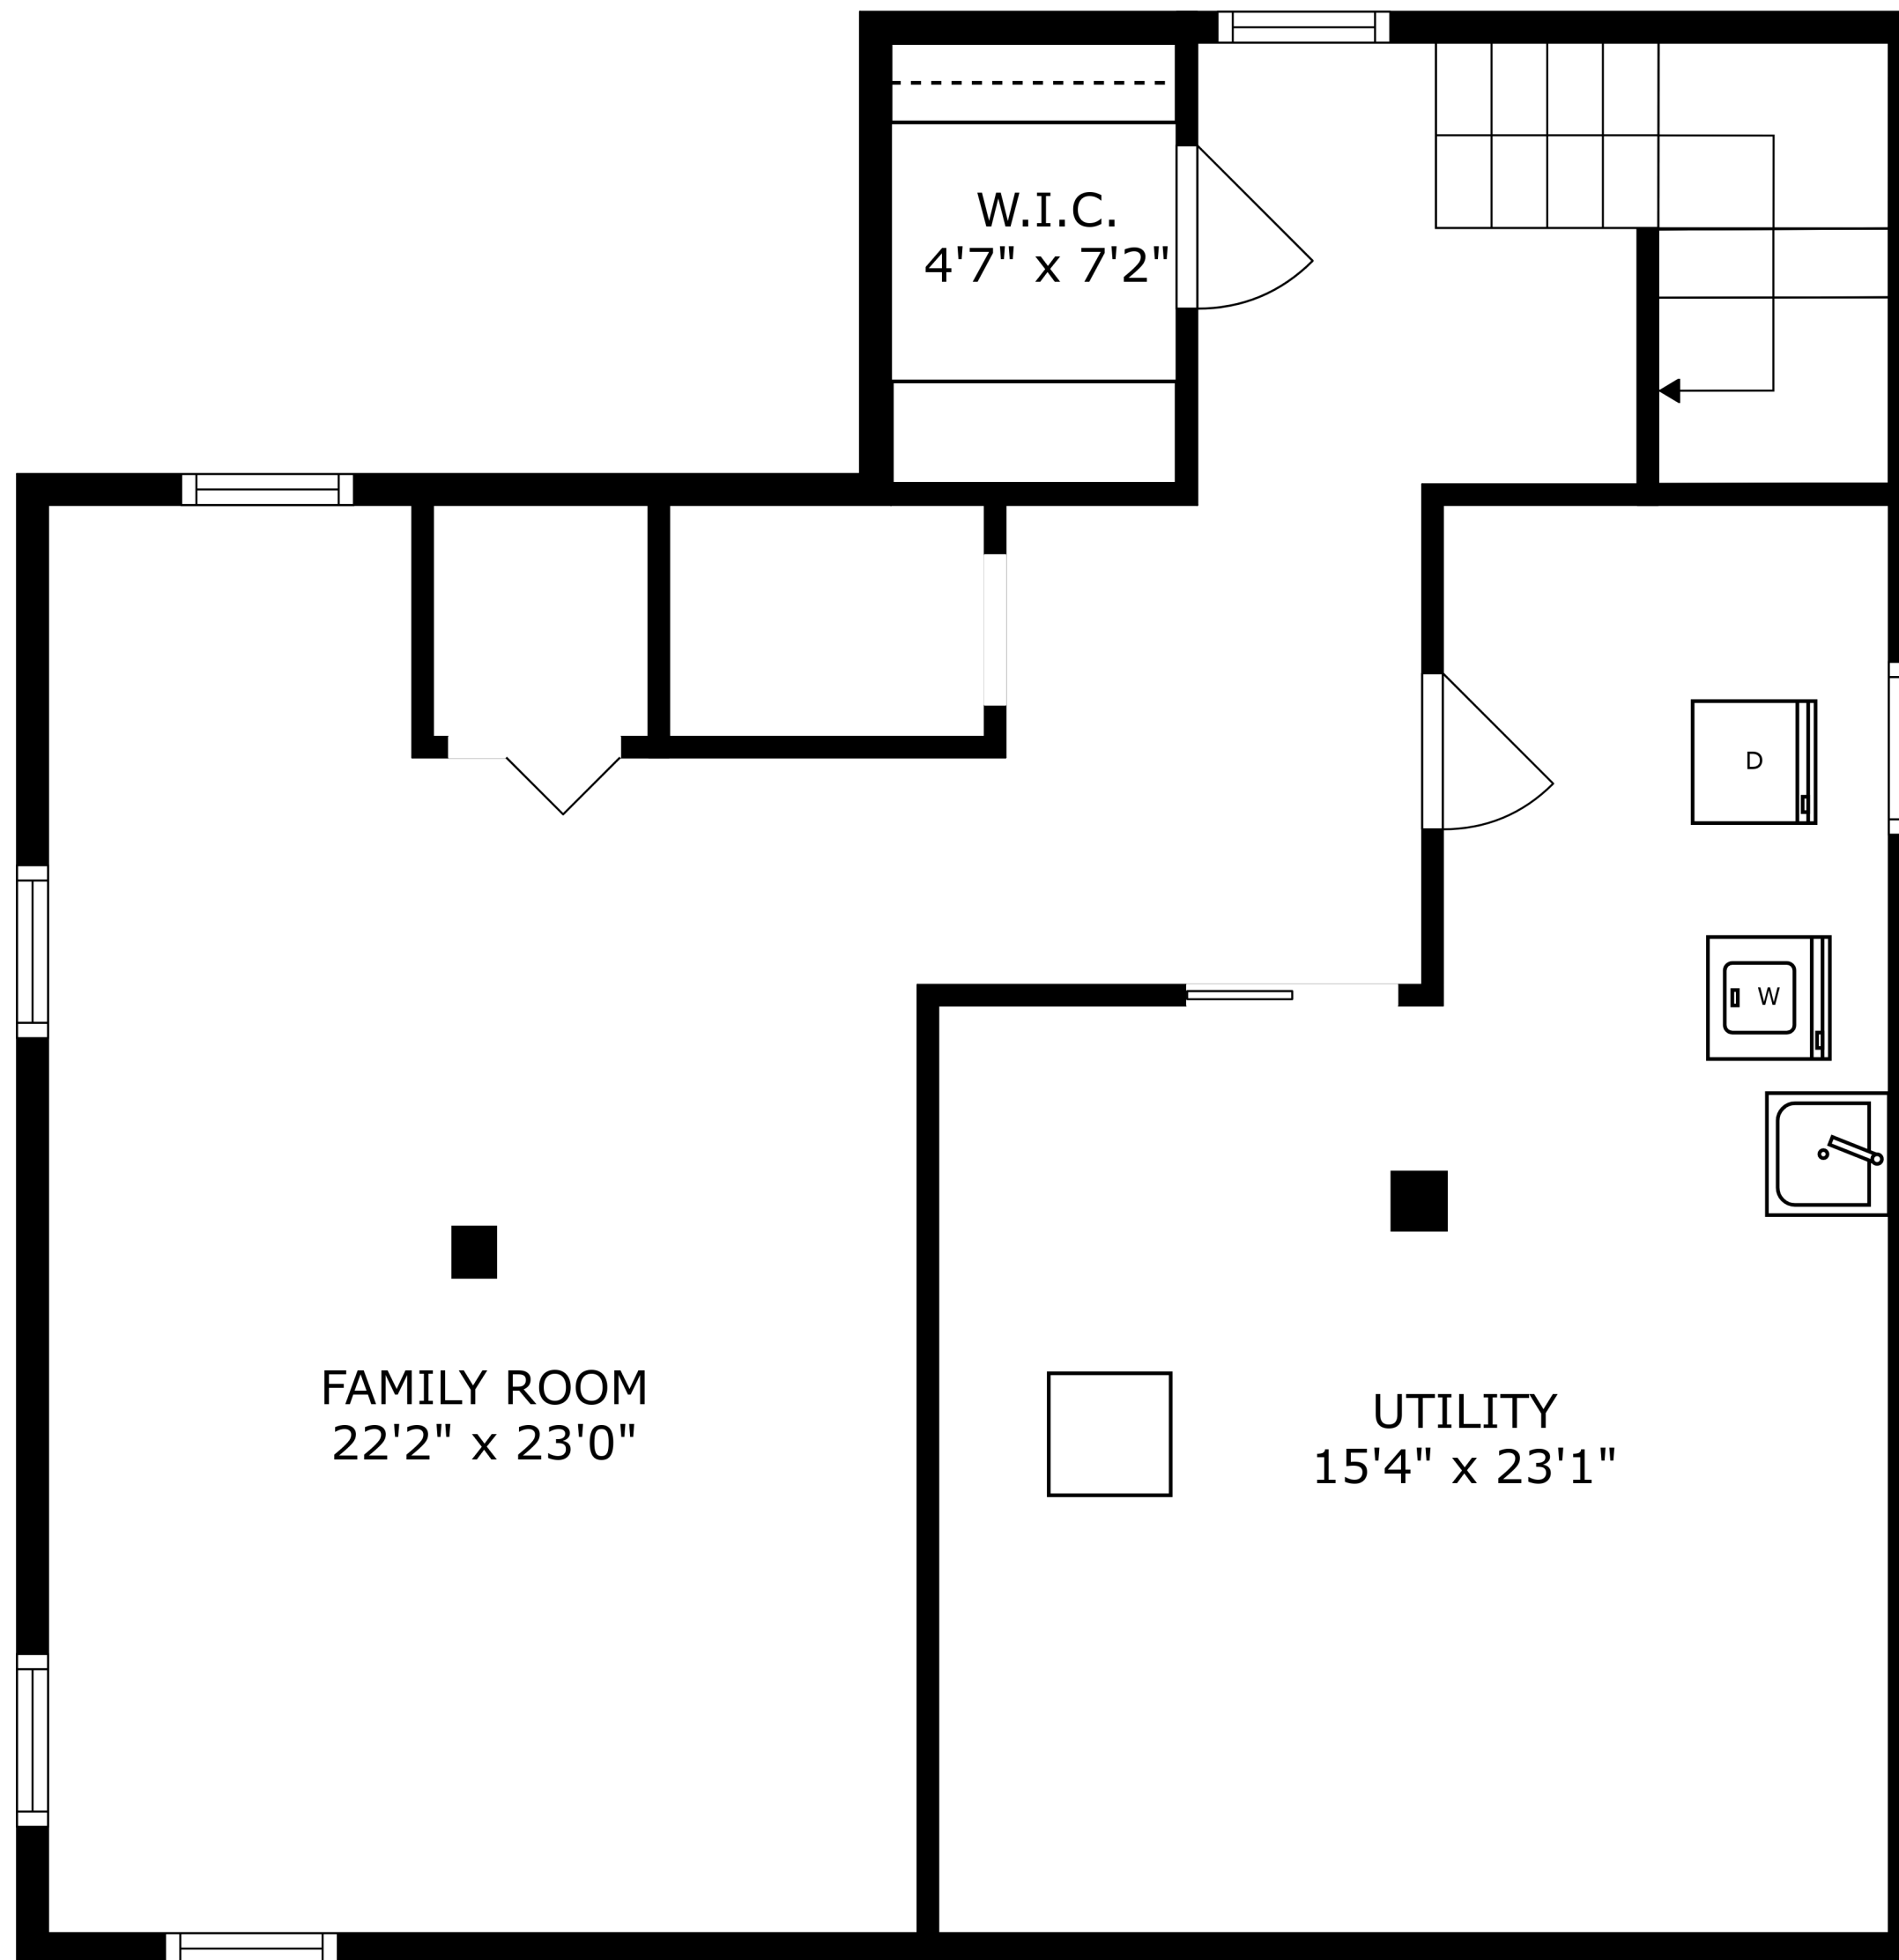 W.I.C.
4'7" x 7'2"
D
W
FAMILY ROOM
22'2" x 23'0"
UTILITY
15'4" x 23'1"